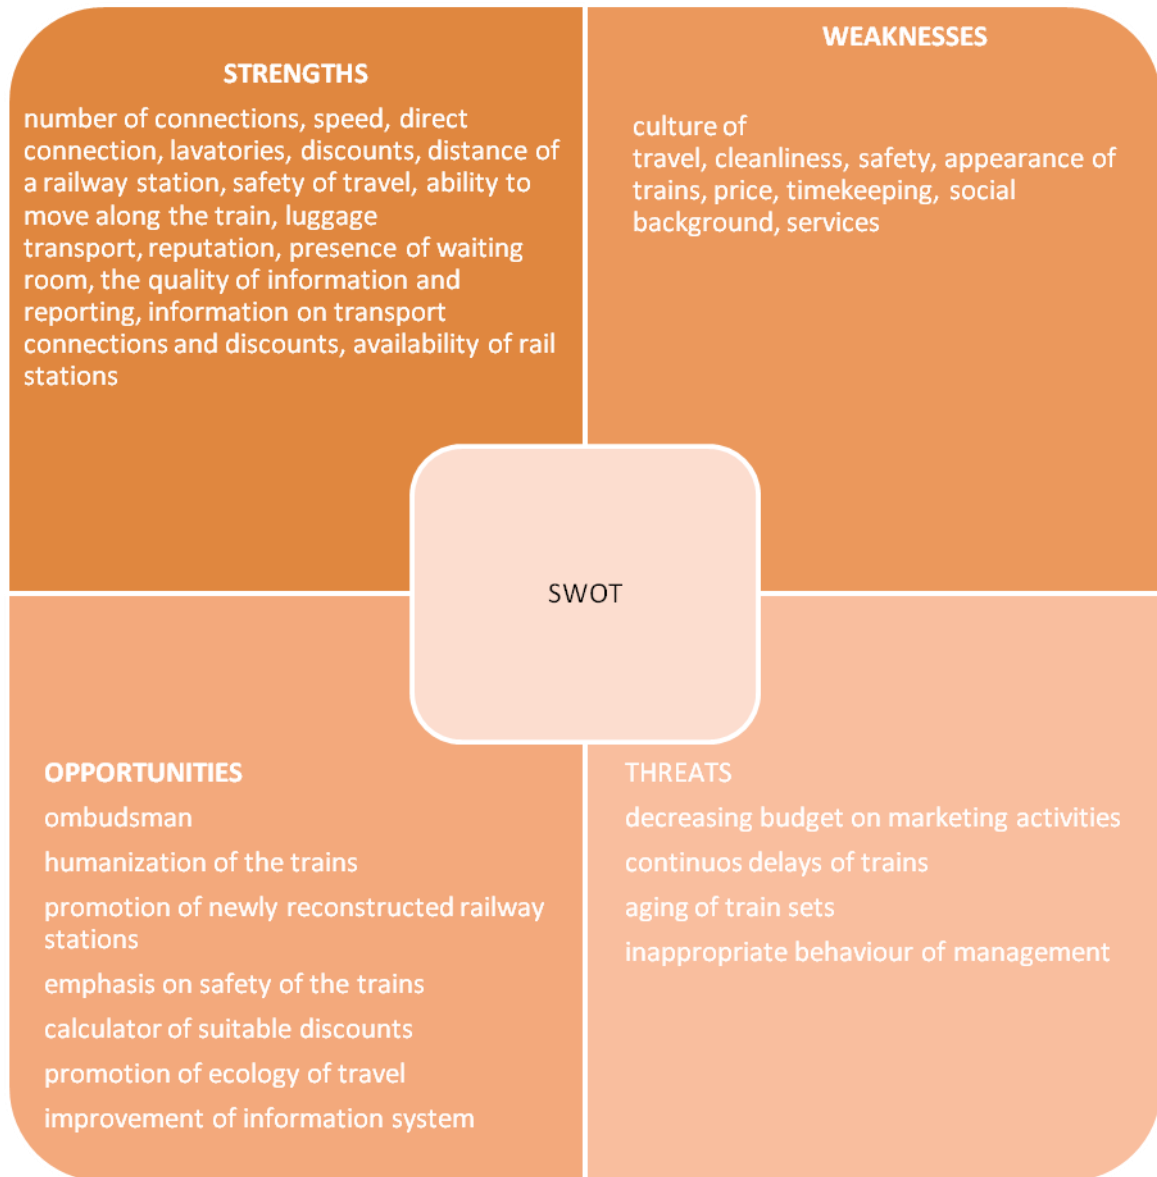 STRENGTHS
number of connections, speed, direct
connection, lavatories, discounts, distance of
a railway station, safety of travel, ability to
move along the train, luggage
transport, reputation, presence of waiting
room, the quality of information and
reporting, information on transport
connections and discounts, availability of rail
stations
WEAKNESSES
culture of
travel, cleanliness, safety, appearance of
trains, price, timekeeping, social
background, services
SWOT
OPPORTUNITIES
ombudsman
humanization of the trains
promotion of newly reconstructed railway
stations
emphasis on safety of the trains
calculator of suitable discounts
promotion of ecology of travel
improvement of information system
THREATS
decreasing budget on marketing activities
continuos delays of trains
aging of train sets
inappropriate behaviour of management